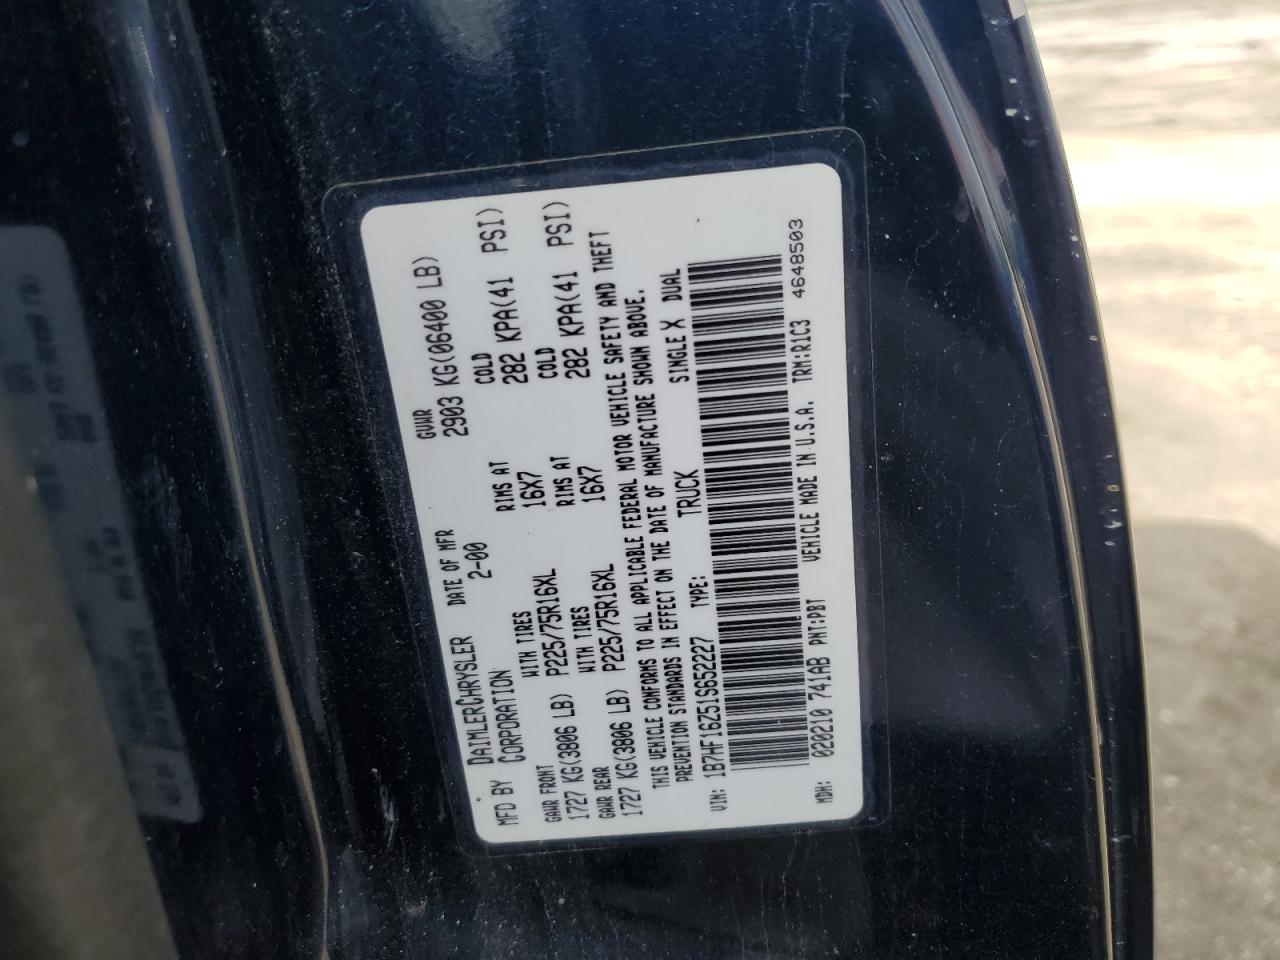 MFD BY DAIMLERCHRYSLER CORPORATION DATE OF MFR 2-00 GVWR 2903 KG(06400 LB)
GAWR FRONT WITH TIRES RIMS AT COLD
1727 KG(3806 LB) P225/75R16XL 16X7 282 KPA(41 PSI)
GAWR REAR WITH TIRES RIMS AT COLD
1727 KG(3806 LB) P225/75R16XL 16X7 282 KPA(41 PSI)
THIS VEHICLE CONFORMS TO ALL APPLICABLE FEDERAL MOTOR VEHICLE SAFETY AND THEFT
PREVENTION STANDARDS IN EFFECT ON THE DATE OF MANUFACTURE SHOWN ABOVE.
VIN: 1B7HF16Z51S652227 TYPE: TRUCK SINGLE X DUAL
MDH: 020210 741AB PNT:PBT VEHICLE MADE IN U.S.A. TRM:R1C3 4648503